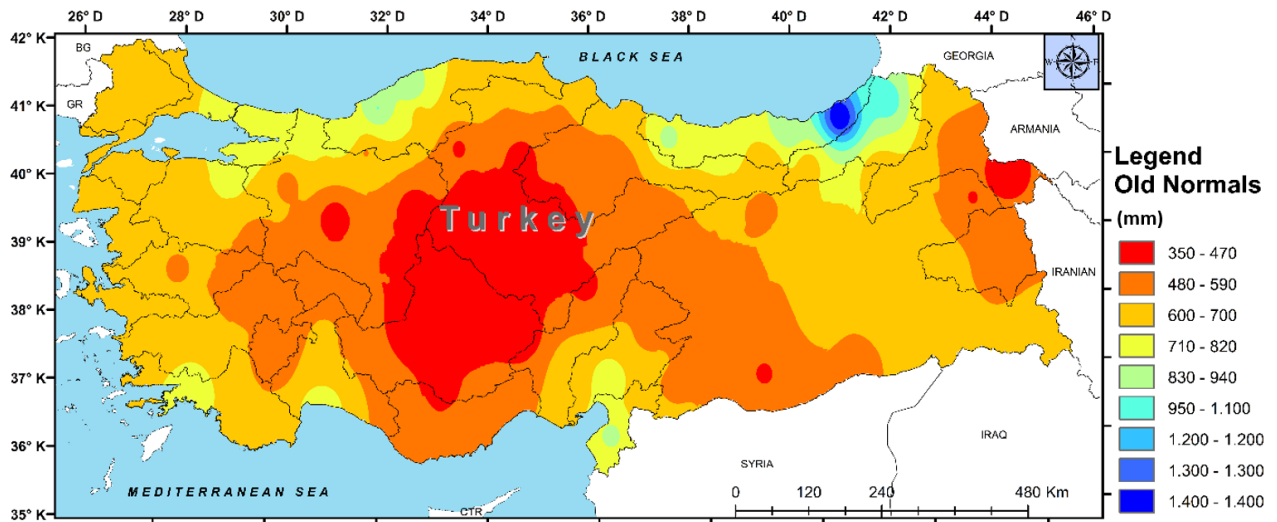 26° D 28° D 30° D 32° D 34° D 36° D 38° D 40° D 42° D 44° D 46° D
42° K
41° K
40° K
39° K
38° K
37° K
36° K
35° K
BG
GR
BLACK SEA
GEORGIA
ARMANIA
IRANIAN
Turkey
SYRIA
IRAQ
MEDITERRANEAN SEA
CTR
0 120 240 480 Km
Legend
Old Normals
(mm)
350 - 470
480 - 590
600 - 700
710 - 820
830 - 940
950 - 1.100
1.200 - 1.200
1.300 - 1.300
1.400 - 1.400